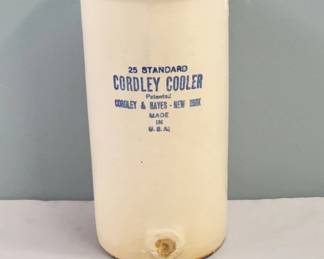 25 STANDARD
CORDLEY COOLER
Patented
CORDLEY & HAYES - NEW YORK
MADE
IN
U.S.A.